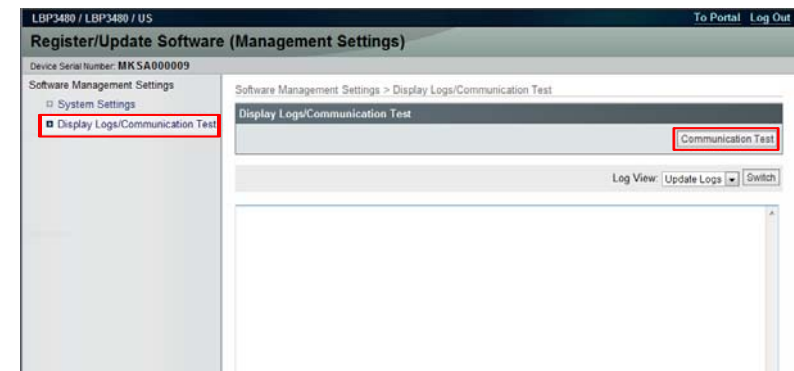 LBP3480 / LBP3480 / US
To Portal Log Out
Register/Update Software (Management Settings)
Device Serial Number: MKSA000009
Software Management Settings
System Settings
Display Logs/Communication Test
Software Management Settings > Display Logs/Communication Test
Display Logs/Communication Test
Communication Test
Log View: Update Logs Switch